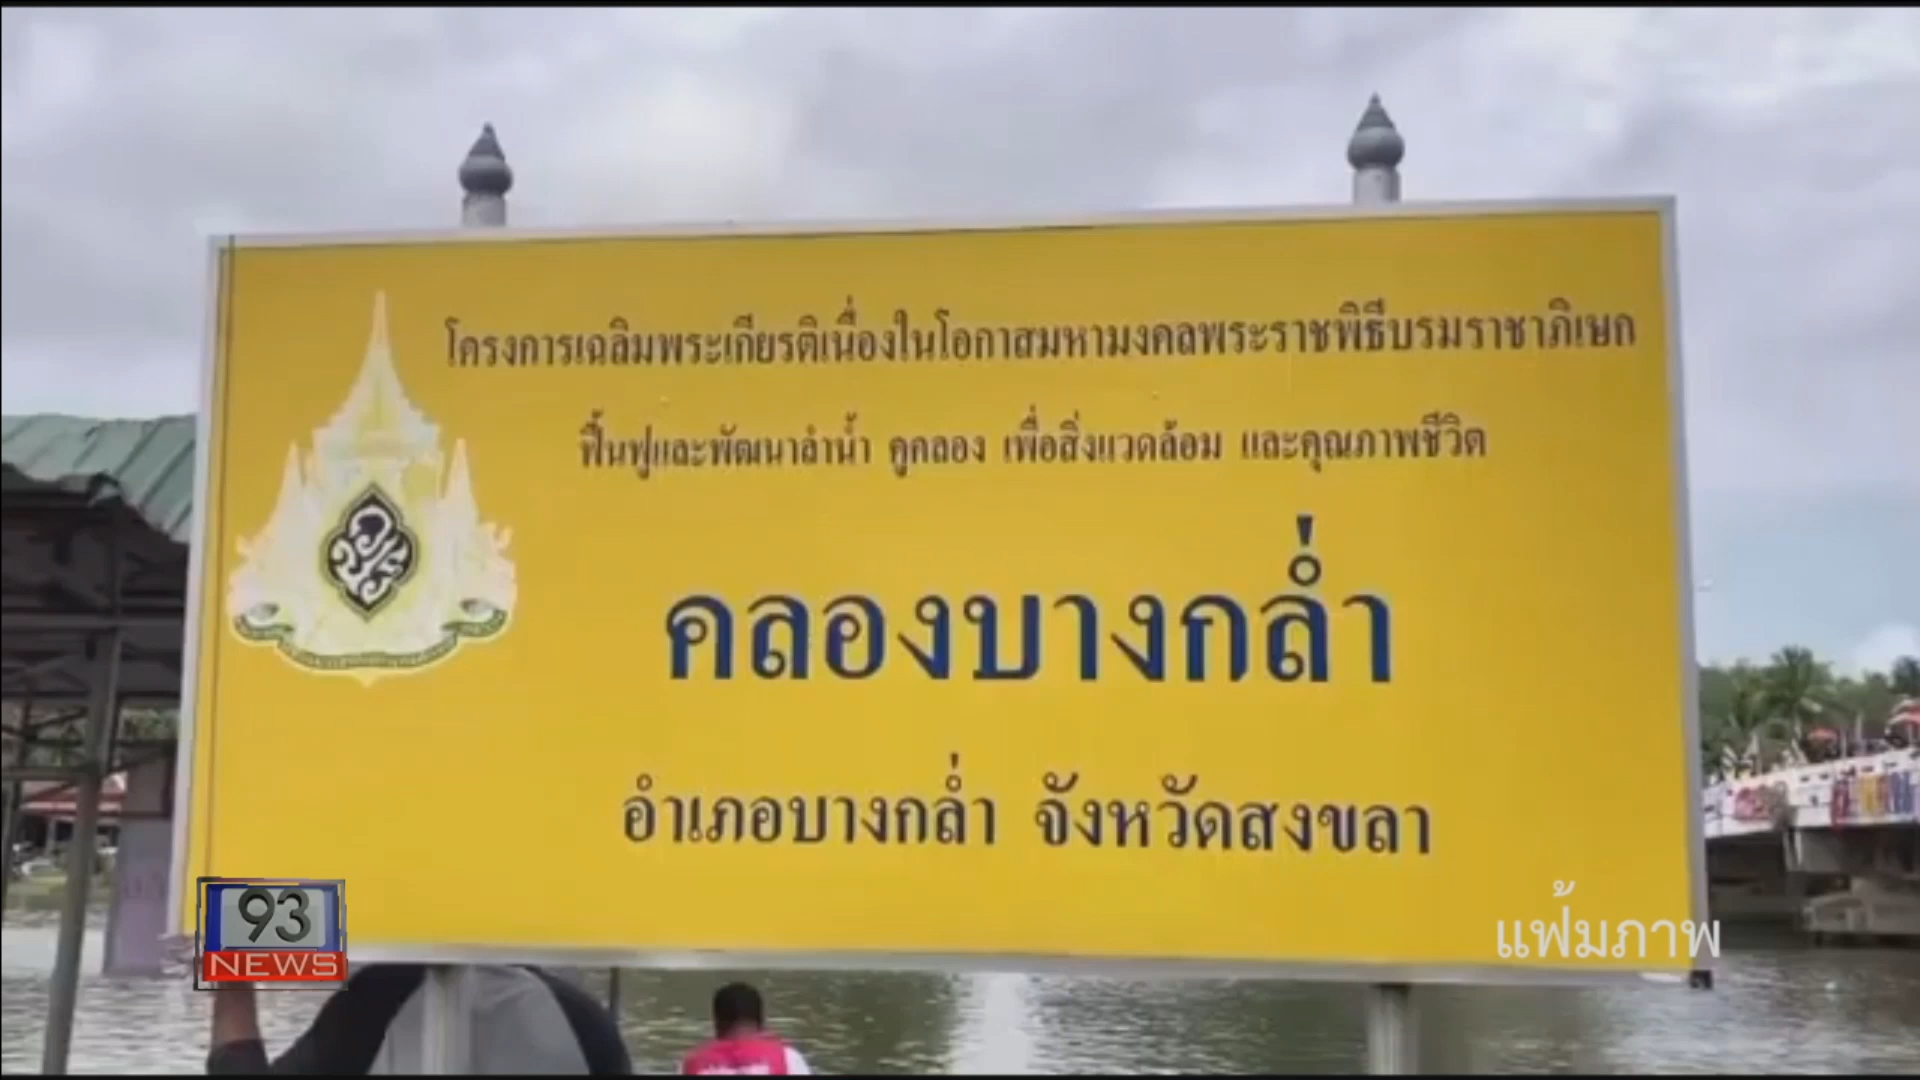 โครงการเฉลิมพระเกียรติเนื่องในโอกาสมหามงคลพระราชพิธีบรมราชาภิเษก
ฟื้นฟูและพัฒนาลำน้ำ คูคลอง เพื่อสิ่งแวดล้อม และคุณภาพชีวิต
คลองบางกล่ำ
อำเภอบางกล่ำ จังหวัดสงขลา
93
NEWS
แฟ้มภาพ